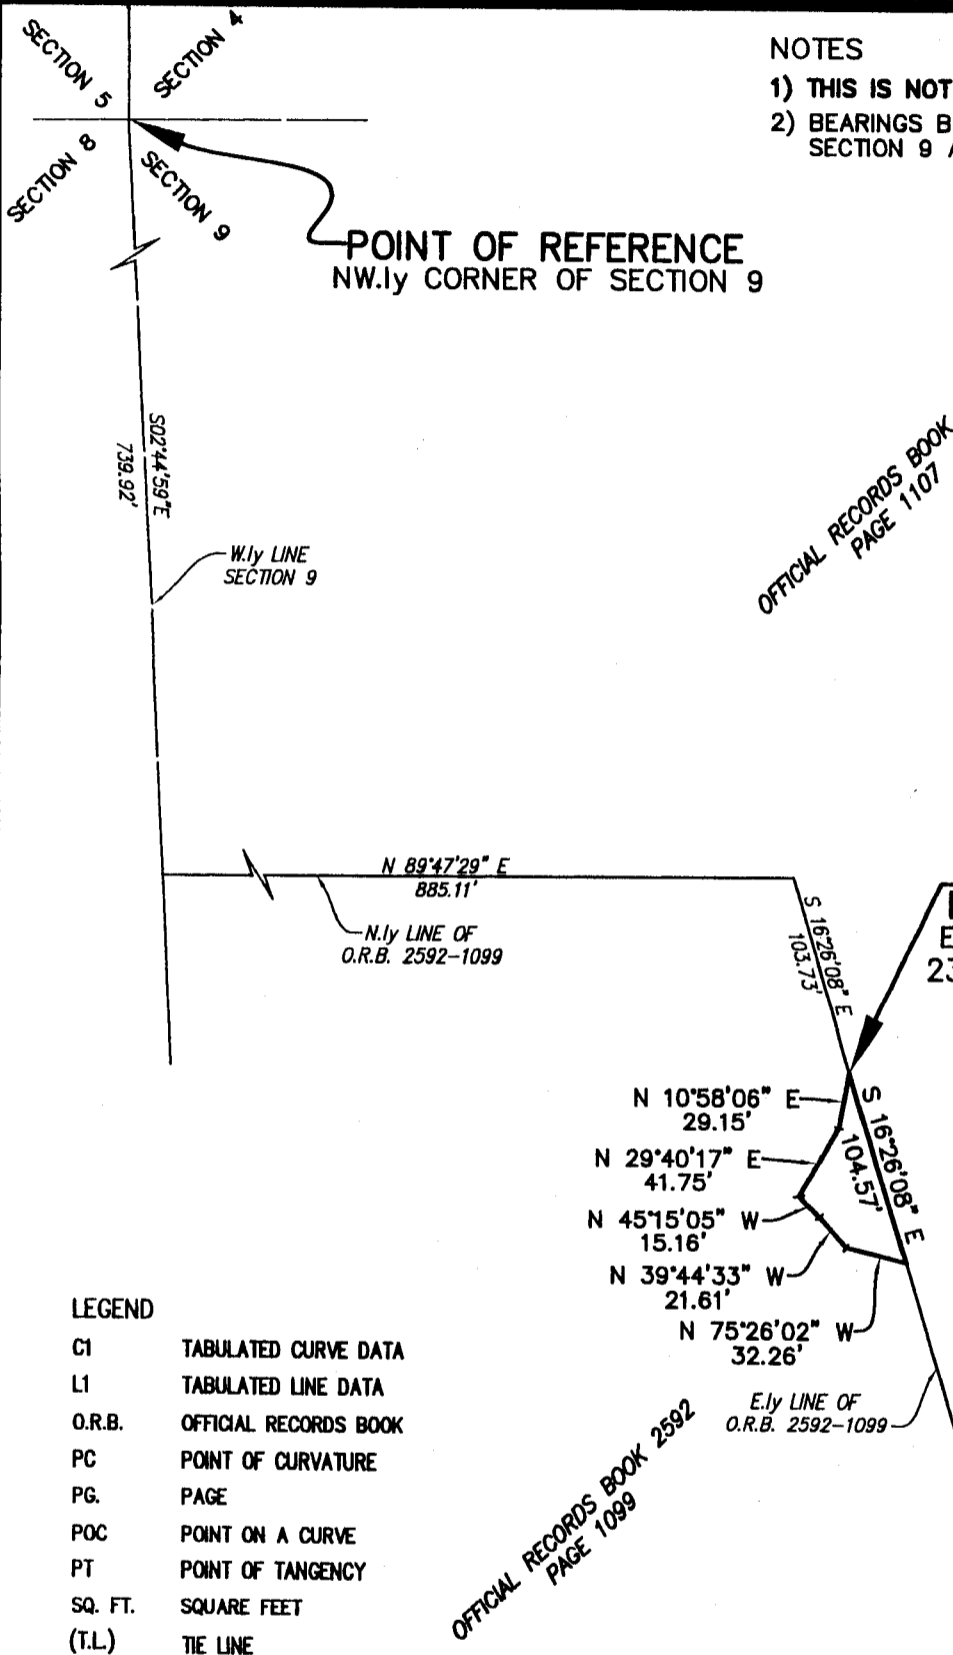 SECTION 5
SECTION 4
SECTION 8
SECTION 9
NOTES
1) THIS IS NOT
2) BEARINGS B
SECTION 9
POINT OF REFERENCE
NW.ly CORNER OF SECTION 9
S02°44'59"E
739.92'
W.ly LINE
SECTION 9
OFFICIAL RECORDS BOOK
PAGE 1107
N 89°47'29" E
885.11'
N.ly LINE OF
O.R.B. 2592-1099
S 16°26'08" E
103.73'
E
23
N 10°58'06" E
29.15'
N 29°40'17" E
41.75'
N 45°15'05" W
15.16'
N 39°44'33" W
21.61'
N 75°26'02" W
32.26'
S 16°26'08" E
104.57'
E.ly LINE OF
O.R.B. 2592-1099
OFFICIAL RECORDS BOOK 2592
PAGE 1099
LEGEND
C1 TABULATED CURVE DATA
L1 TABULATED LINE DATA
O.R.B. OFFICIAL RECORDS BOOK
PC POINT OF CURVATURE
PG. PAGE
POC POINT ON A CURVE
PT POINT OF TANGENCY
SQ. FT. SQUARE FEET
(T.L.) TIE LINE